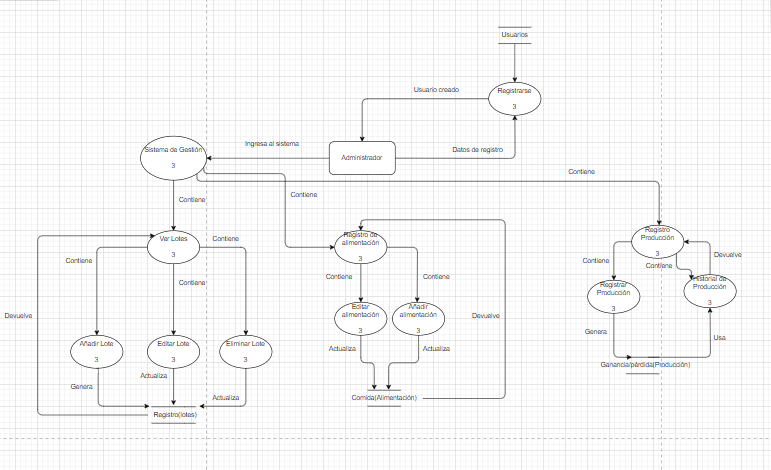 Usuarios
Registrarse
3
Usuario creado
Datos de registro
Administrador
Ingresa al sistema
Sistema de Gestión
3
Contiene
Contiene
Contiene
Ver Lotes
3
Contiene
Contiene
Contiene
Añadir Lote
3
Editar Lote
3
Eliminar Lote
3
Devuelve
Genera
Actualiza
Actualiza
Registro(lotes)
Registro de
alimentación
3
Contiene
Contiene
Editar
alimentación
3
Añadir
alimentación
3
Actualiza
Actualiza
Devuelve
Comida(Alimentación)
Registro
Producción
3
Contiene
Contiene
Devuelve
Registrar
Producción
3
Historial de
Producción
3
Genera
Usa
Ganancia/pérdida(Producción)